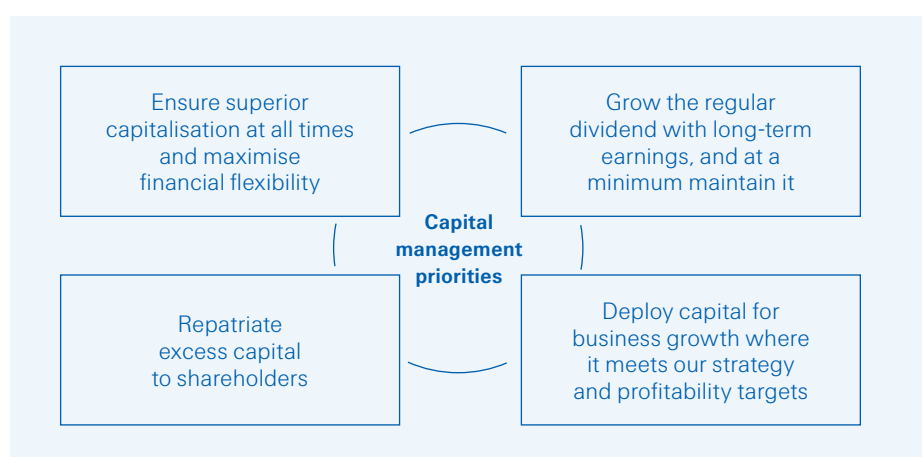 Ensure superior
capitalisation at all times
and maximise
financial flexibility
Grow the regular
dividend with long-term
earnings, and at a
minimum maintain it
Capital
management
priorities
Repatriate
excess capital
to shareholders
Deploy capital for
business growth where
it meets our strategy
and profitability targets